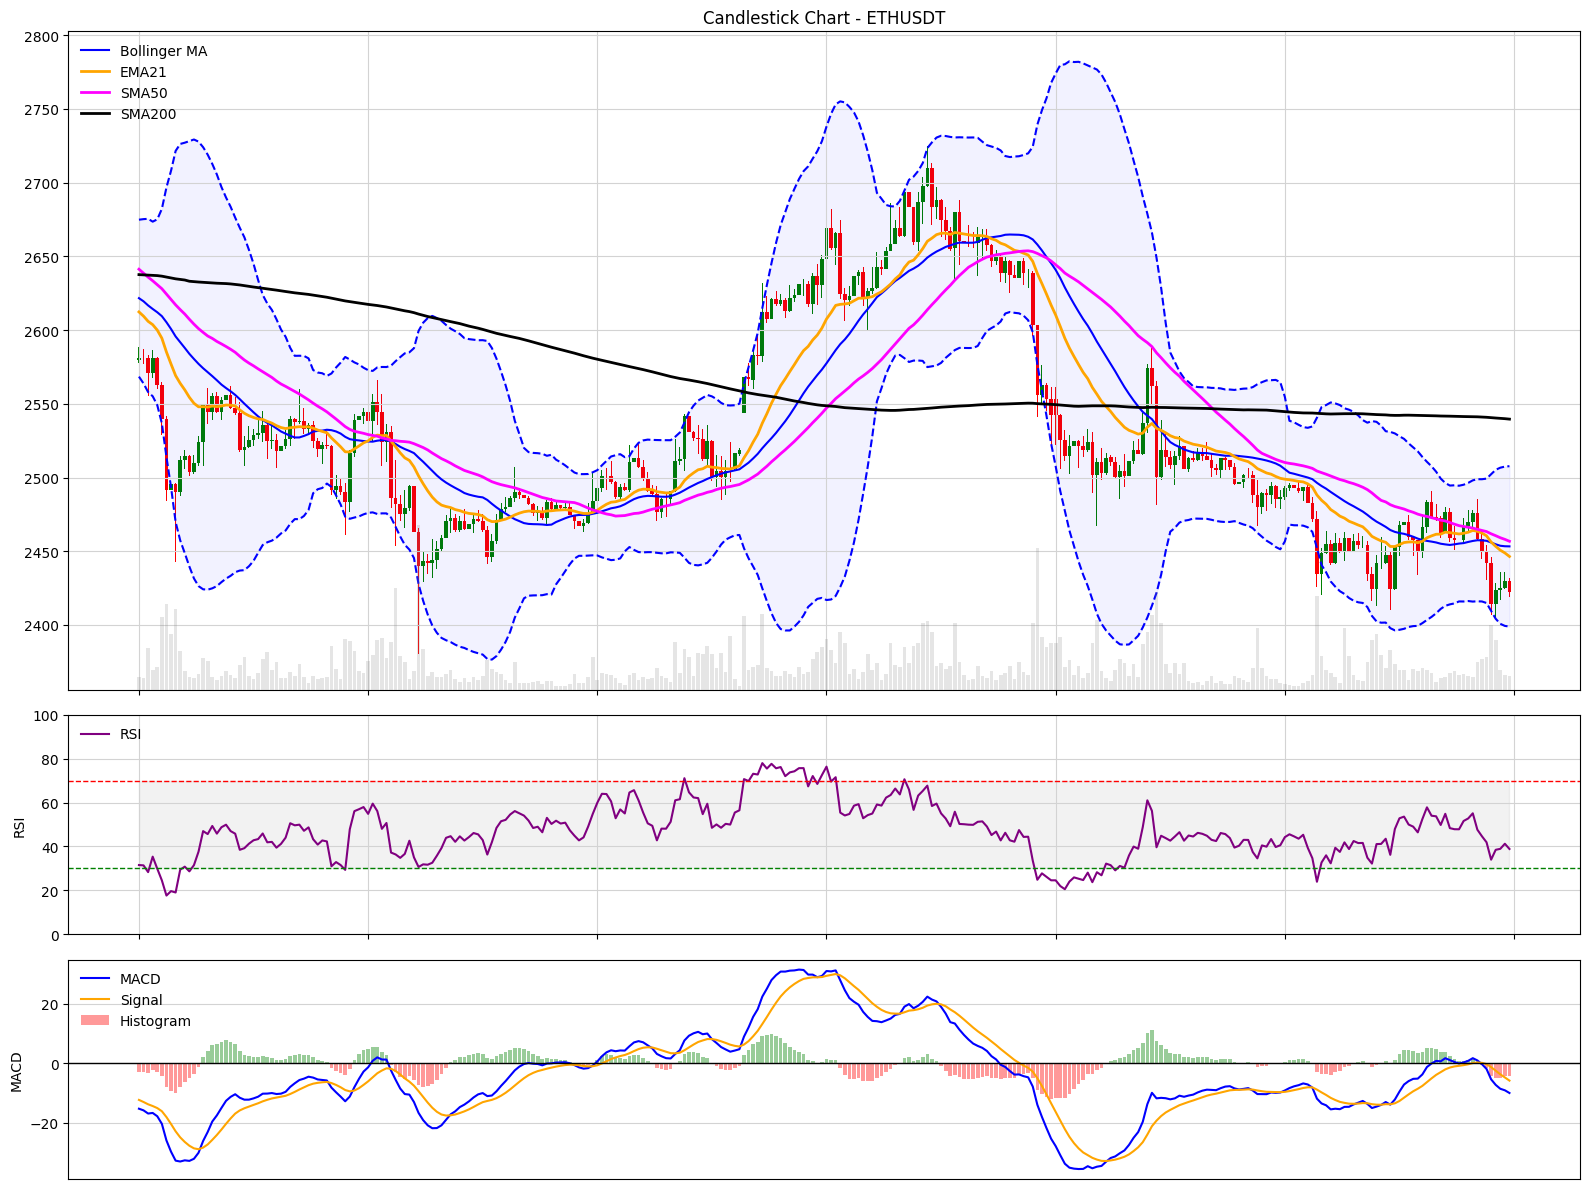 Candlestick Chart - ETHUSDT
2800
2750
2700
2650
2600
2550
2500
2450
2400
Bollinger MA
EMA21
SMA50
SMA200
RSI
100
80
60
40
20
0
RSI
MACD
20
0
−20
MACD
Signal
Histogram